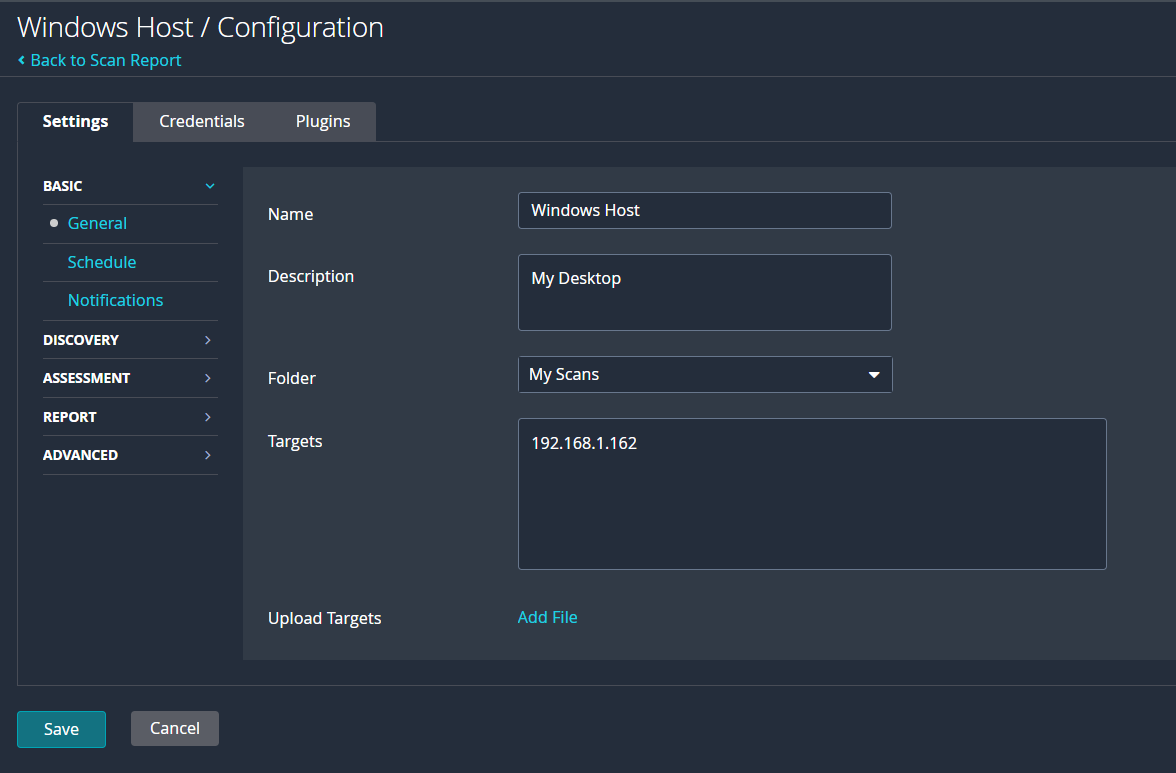 Windows Host / Configuration
Back to Scan Report
Settings Credentials Plugins
BASIC
General
Schedule
Notifications
DISCOVERY
ASSESSMENT
REPORT
ADVANCED
Name Windows Host
Description My Desktop
Folder My Scans
Targets 192.168.1.162
Upload Targets Add File
Save Cancel